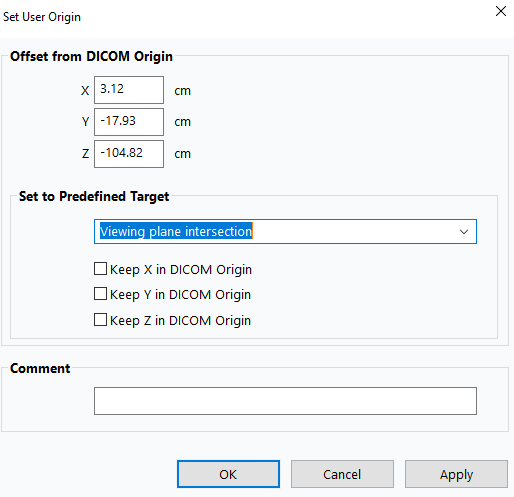 Set User Origin
Offset from DICOM Origin
X 3.12 cm
Y -17.93 cm
Z -104.82 cm
Set to Predefined Target
Viewing plane intersection
Keep X in DICOM Origin
Keep Y in DICOM Origin
Keep Z in DICOM Origin
Comment
OK Cancel Apply